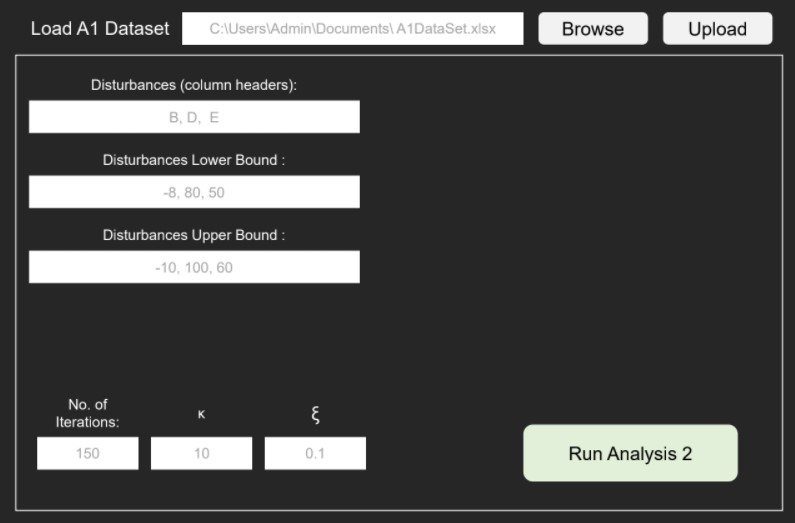 Load A1 Dataset C:\Users\Admin\Documents\ A1DataSet.xlsx Browse Upload
Disturbances (column headers):
B, D,  E
Disturbances Lower Bound :
-8, 80, 50
Disturbances Upper Bound :
-10, 100, 60
No. of
Iterations:
κ
ξ
150 10 0.1
Run Analysis 2